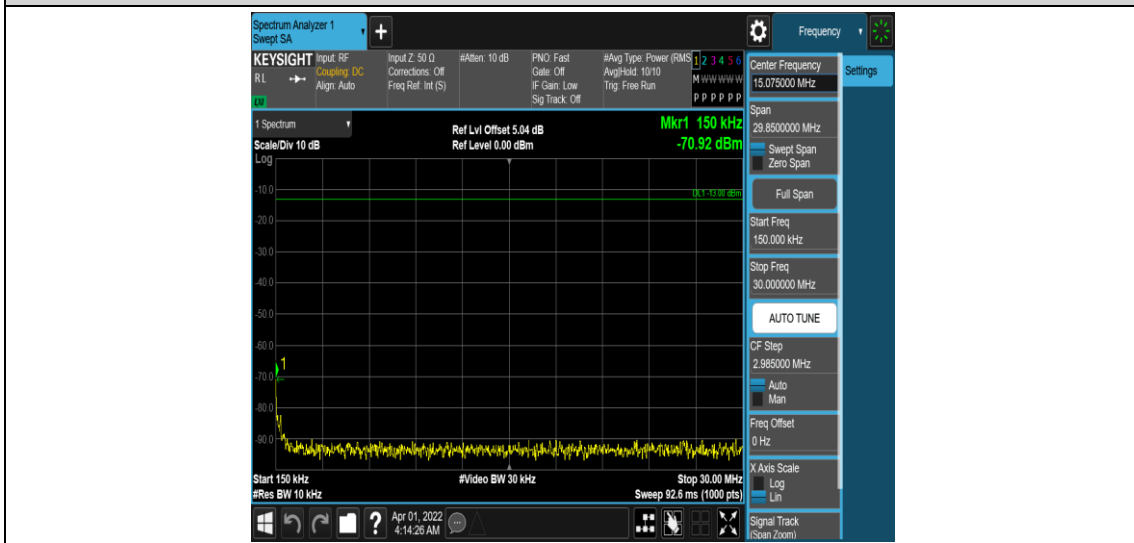 Spectrum Analyzer 1
Swept SA
+
Frequency
KEYSIGHT
RL
LXI
Input: RF
Coupling: DC
Align: Auto
Input Z: 50 Ω
Corrections: Off
Freq Ref: Int (S)
#Atten: 10 dB
PNO: Fast
Gate: Off
IF Gain: Low
Sig Track: Off
#Avg Type: Power (RMS
Avg|Hold: 10/10
Trig: Free Run
1 2 3 4 5 6
M W W W W W
P P P P P P
Center Frequency
15.075000 MHz
Settings
1 Spectrum
Scale/Div 10 dB
Ref Lvl Offset 5.04 dB
Ref Level 0.00 dBm
Mkr1 150 kHz
-70.92 dBm
Span
29.8500000 MHz
Swept Span
Zero Span
Full Span
Start Freq
150.000 kHz
Stop Freq
30.000000 MHz
AUTO TUNE
CF Step
2.985000 MHz
Auto
Man
Freq Offset
0 Hz
X Axis Scale
Log
Lin
Signal Track
(Span Zoom)
Log
DL1 -13.00 dBm
-10.0
-20.0
-30.0
-40.0
-50.0
-60.0
1
-70.0
-80.0
-90.0
Start 150 kHz
#Video BW 30 kHz
Stop 30.00 MHz
#Res BW 10 kHz
Sweep 92.6 ms (1000 pts)
?
Apr 01, 2022
4:14:26 AM